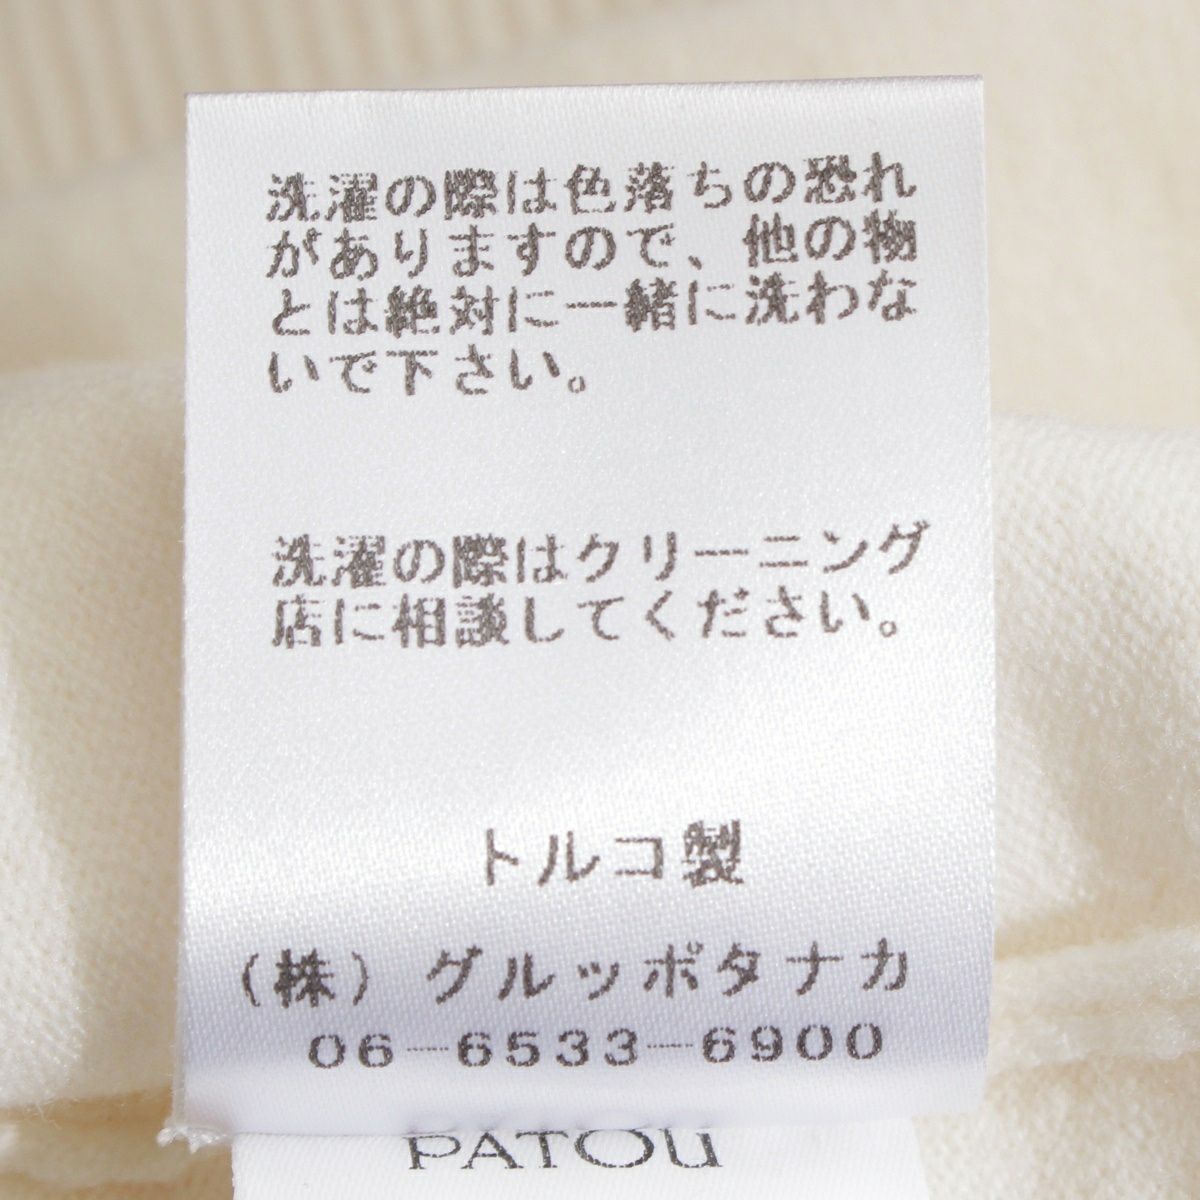 洗濯の際は色落ちの恐れ
がありますので、他の物
とは絶対に一緒に洗わな
いで下さい。
洗濯の際はクリーニング
店に相談してください。
トルコ製
（株）グルッポタナカ
06-6533-6900
PATOU